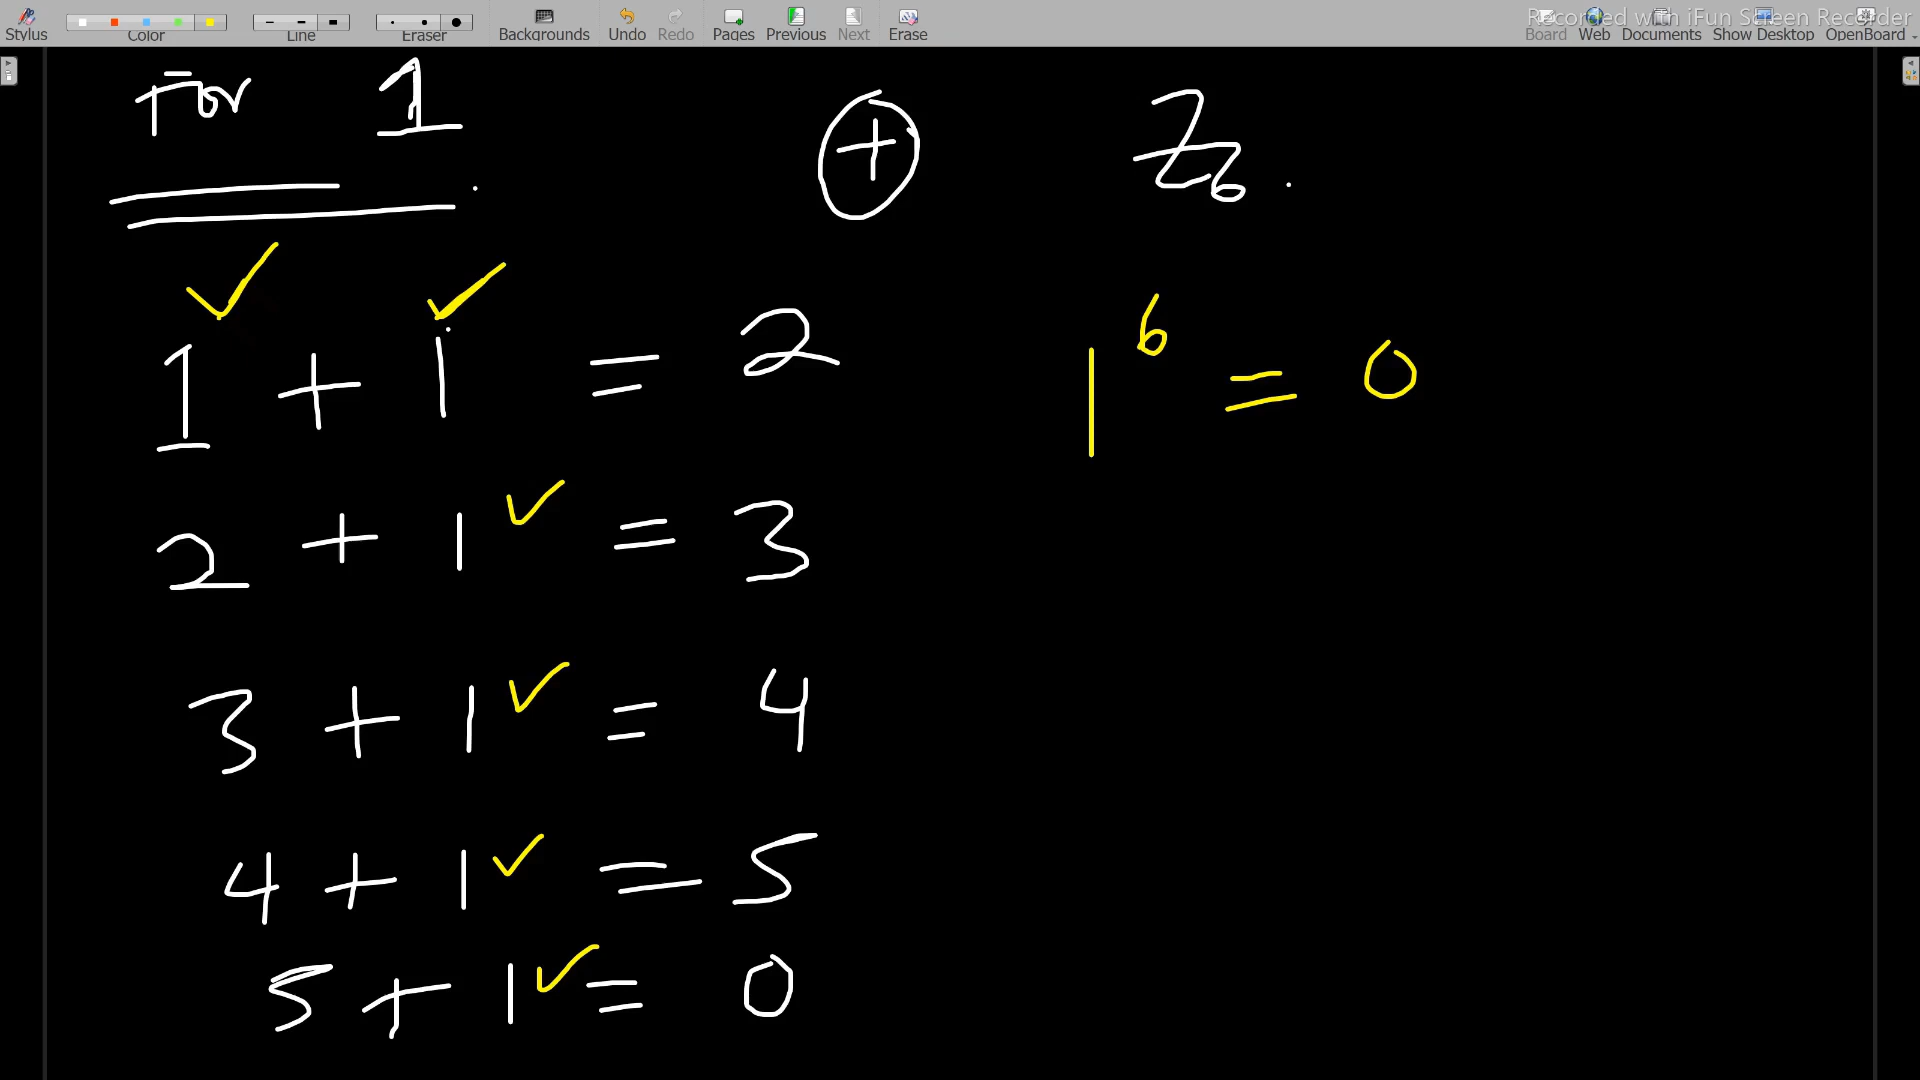 Recorded with iFun Screen Recorder
Stylus Color Line Eraser Backgrounds Undo Redo Pages Previous Next Erase Board Web Documents Show Desktop OpenBoard
For 1 ⊕ Z₆.
1 + 1 = 2
1⁶ = 0
2 + 1 = 3
3 + 1 = 4
4 + 1 = 5
5 + 1 = 0